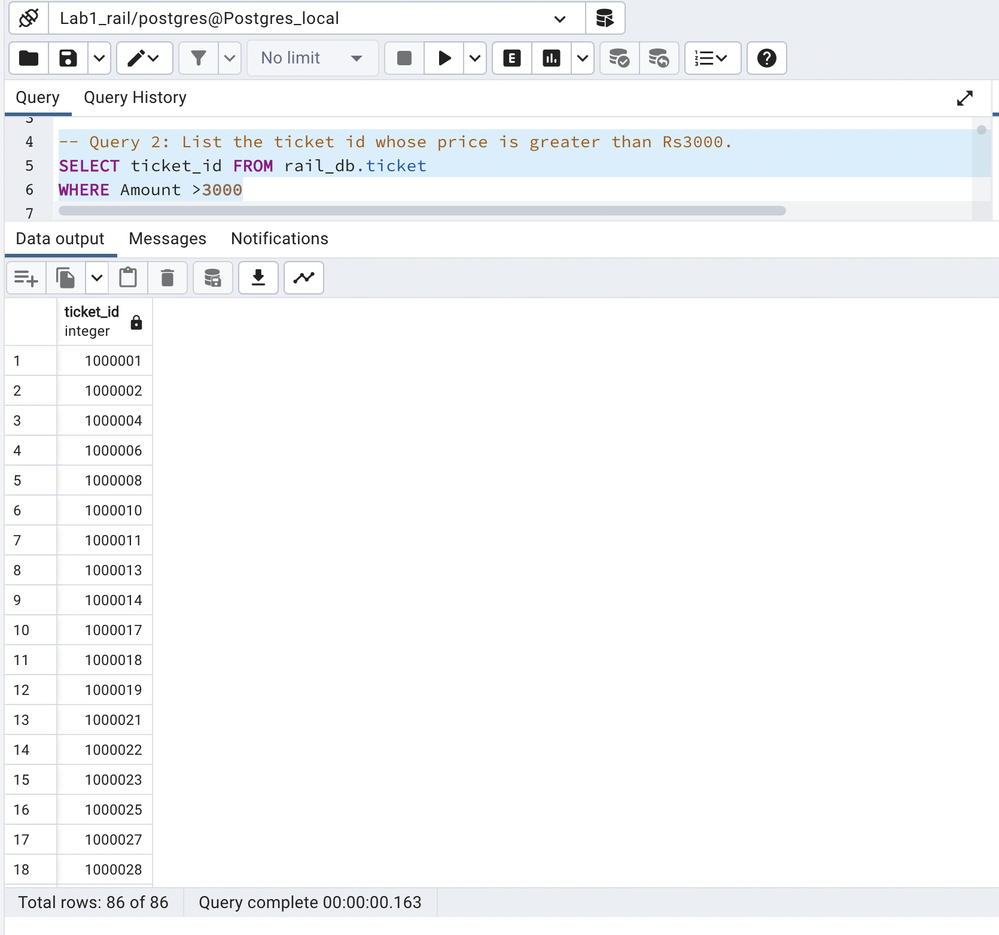 Lab1_rail/postgres@Postgres_local
No limit
E
Query Query History
3
4 -- Query 2: List the ticket id whose price is greater than Rs3000.
5 SELECT ticket_id FROM rail_db.ticket
6 WHERE Amount >3000
7
Data output Messages Notifications
ticket_id
integer
1 1000001
2 1000002
3 1000004
4 1000006
5 1000008
6 1000010
7 1000011
8 1000013
9 1000014
10 1000017
11 1000018
12 1000019
13 1000021
14 1000022
15 1000023
16 1000025
17 1000027
18 1000028
Total rows: 86 of 86 Query complete 00:00:00.163